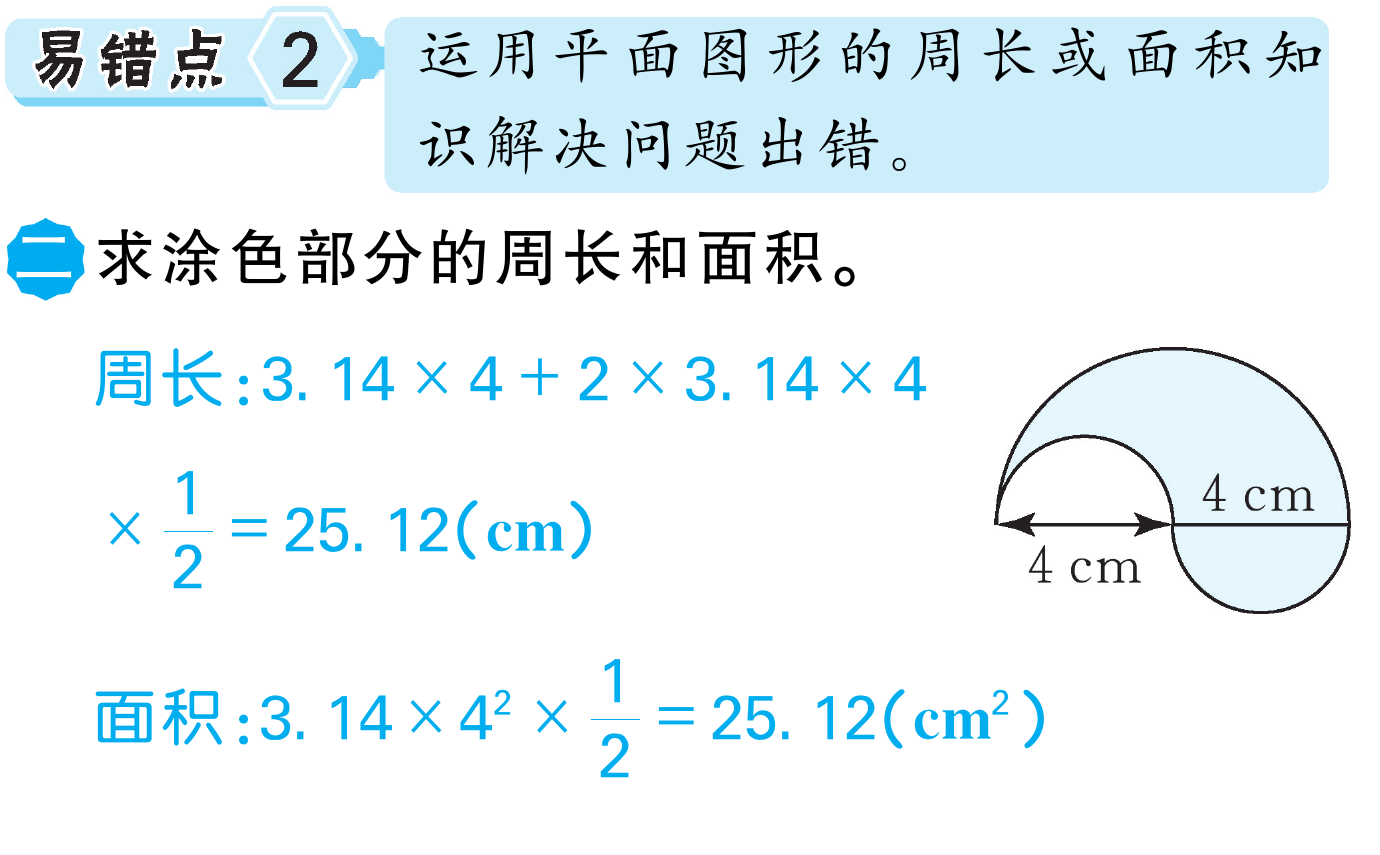 易错点 2 运用平面图形的周长或面积知
识解决问题出错。
二 求涂色部分的周长和面积。
周长:3.14×4+2×3.14×4
×1/2=25.12(cm)
4 cm
4 cm
面积:3.14×4²×1/2=25.12(cm²)